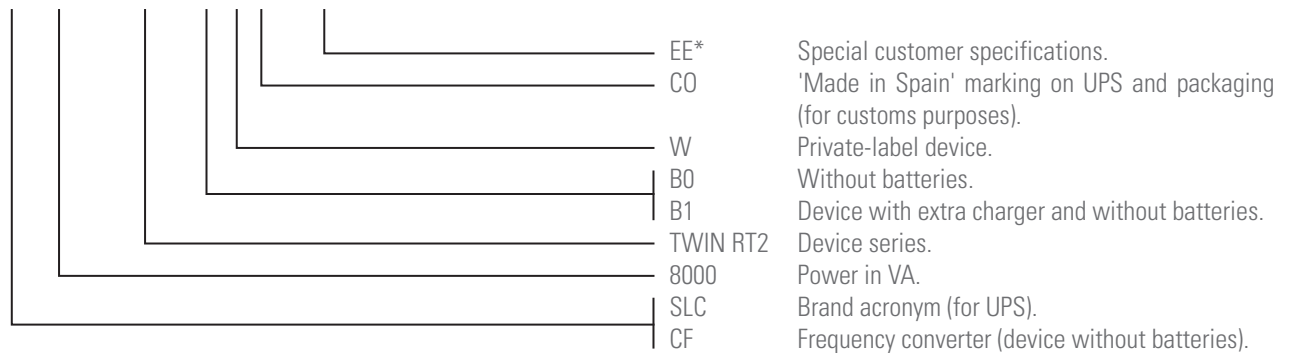 EE* Special customer specifications.
CO 'Made in Spain' marking on UPS and packaging
(for customs purposes).
W Private-label device.
B0 Without batteries.
B1 Device with extra charger and without batteries.
TWIN RT2 Device series.
8000 Power in VA.
SLC Brand acronym (for UPS).
CF Frequency converter (device without batteries).